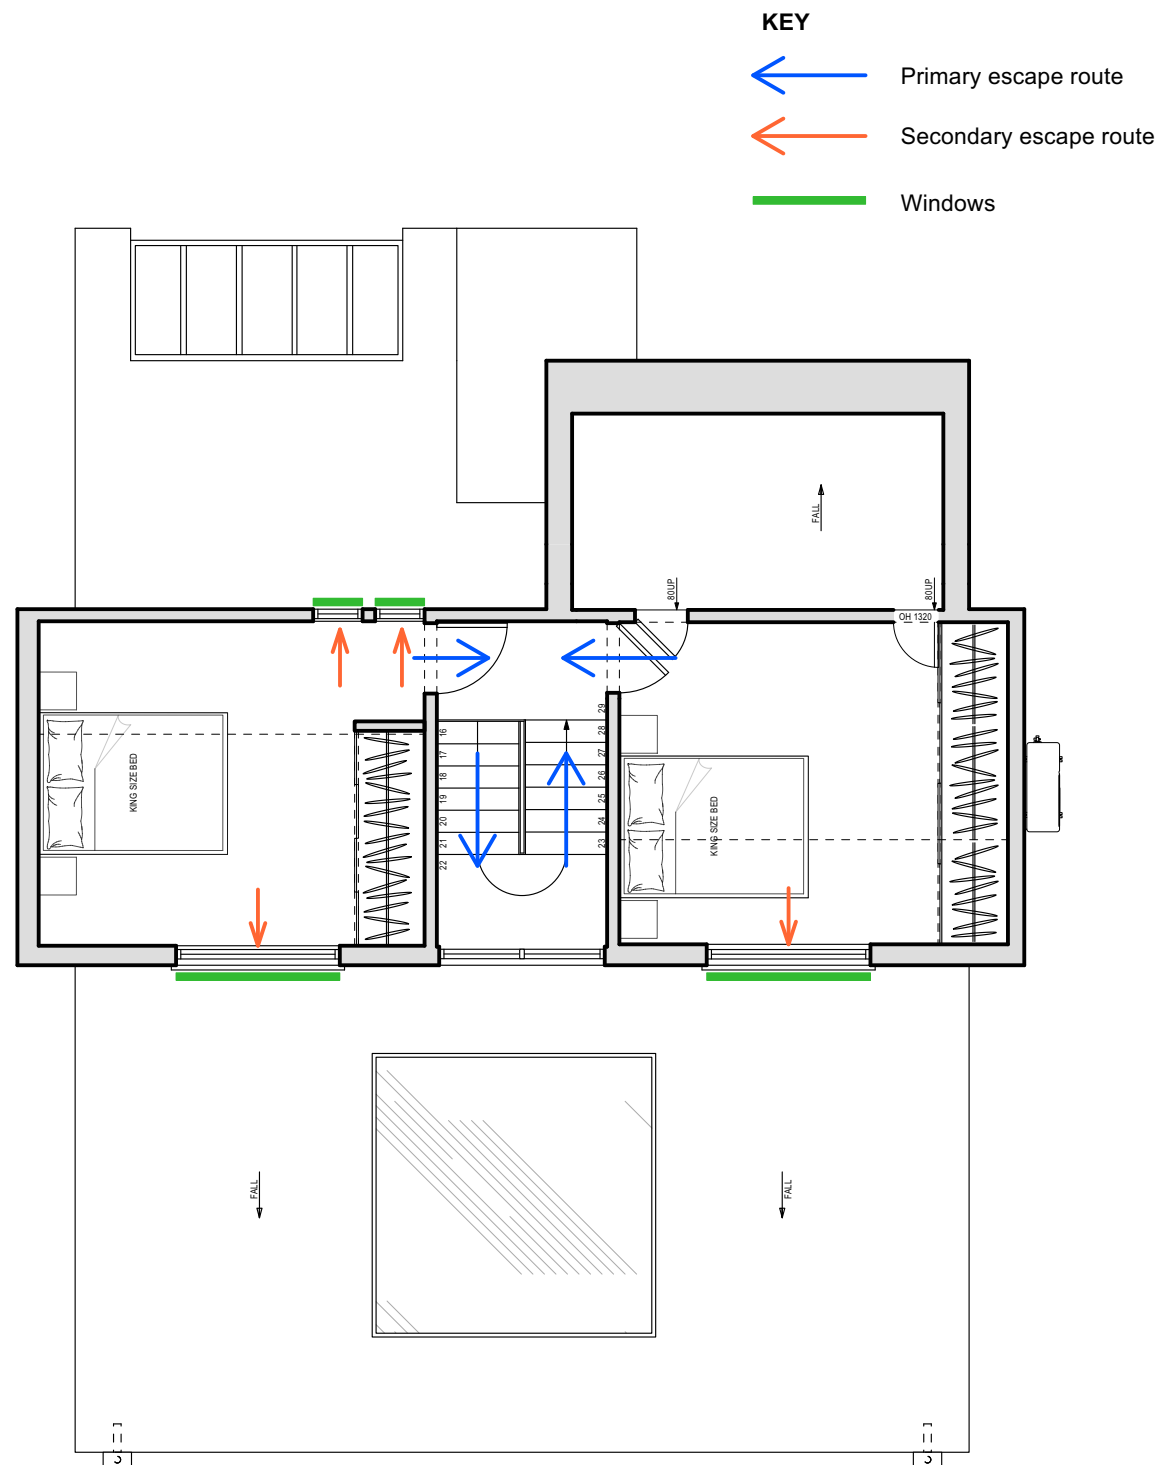 KEY
Primary escape route
Secondary escape route
Windows
FALL
80UP
80UP
OH 1320
KING SIZE BED
16
17
18
19
20
21
22
29
28
27
26
25
24
23
KING SIZE BED
FALL
FALL